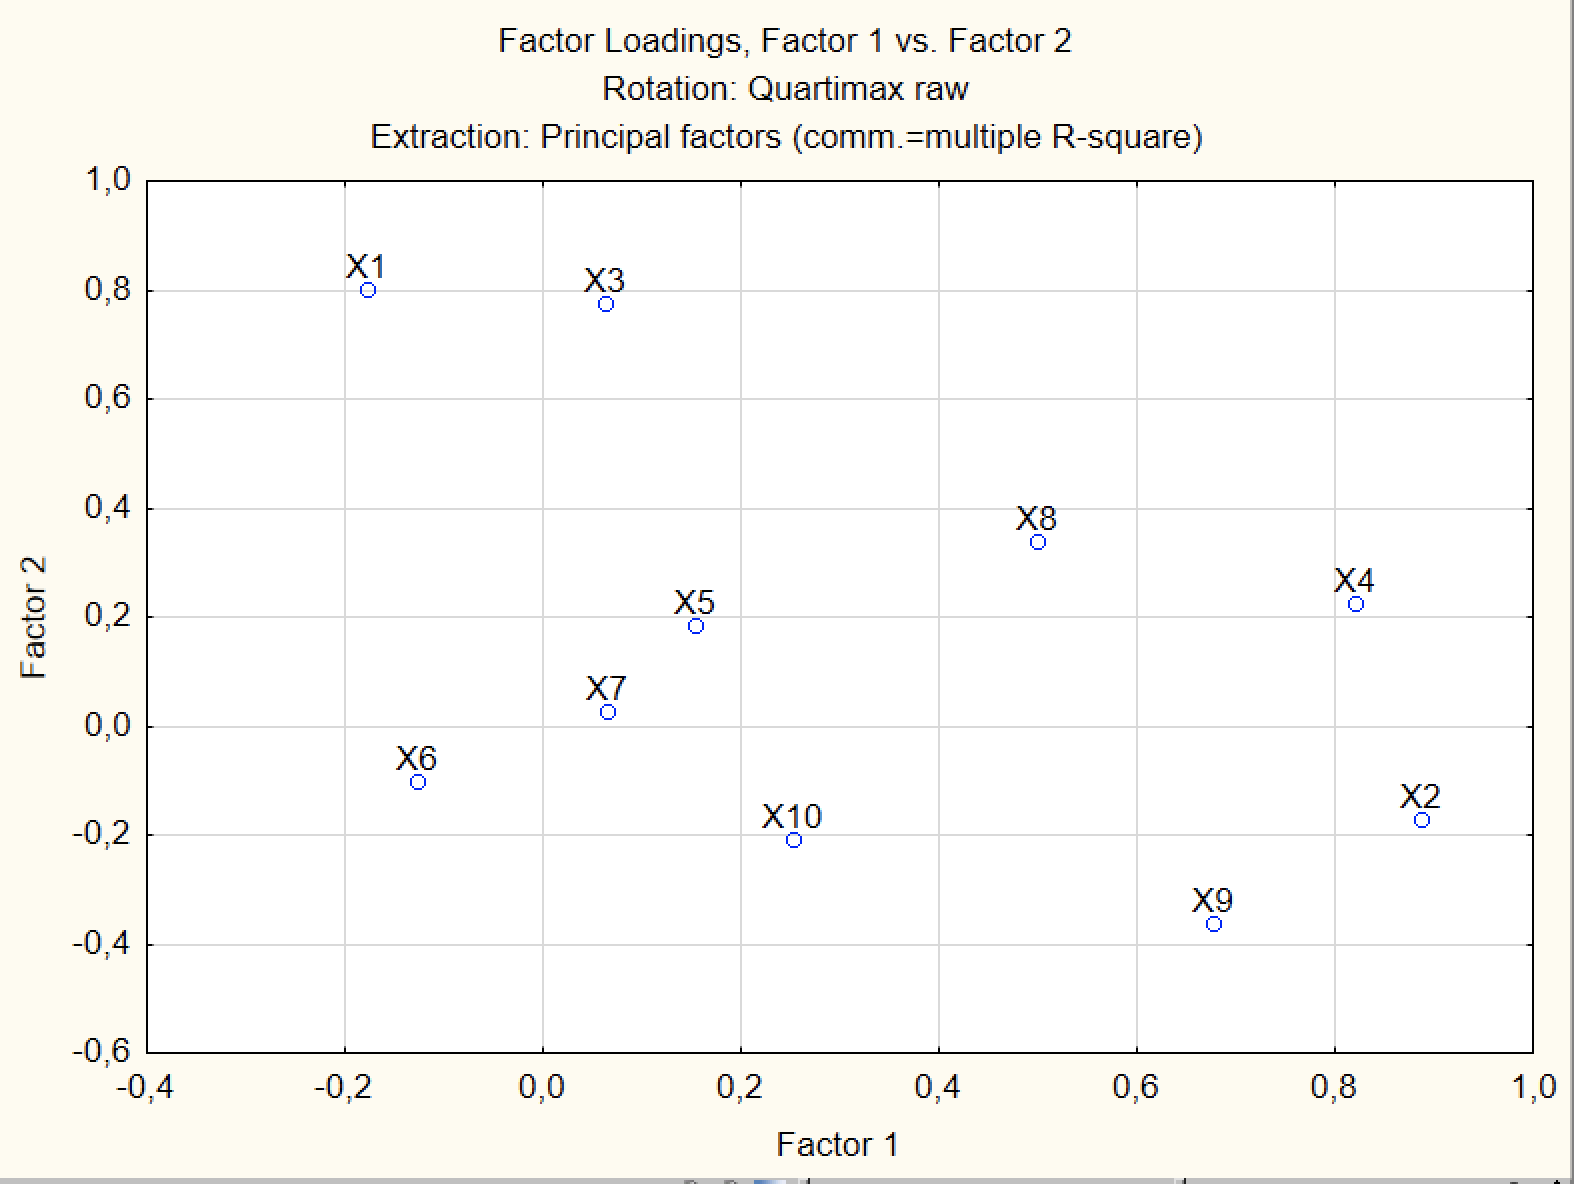 Factor Loadings, Factor 1 vs. Factor 2
Rotation: Quartimax raw
Extraction: Principal factors (comm.=multiple R-square)
1,0
0,8
0,6
0,4
0,2
0,0
-0,2
-0,4
-0,6
Factor 2
X1
X3
X8
X4
X5
X7
X6
X10
X2
X9
-0,4
-0,2
0,0
0,2
0,4
0,6
0,8
1,0
Factor 1